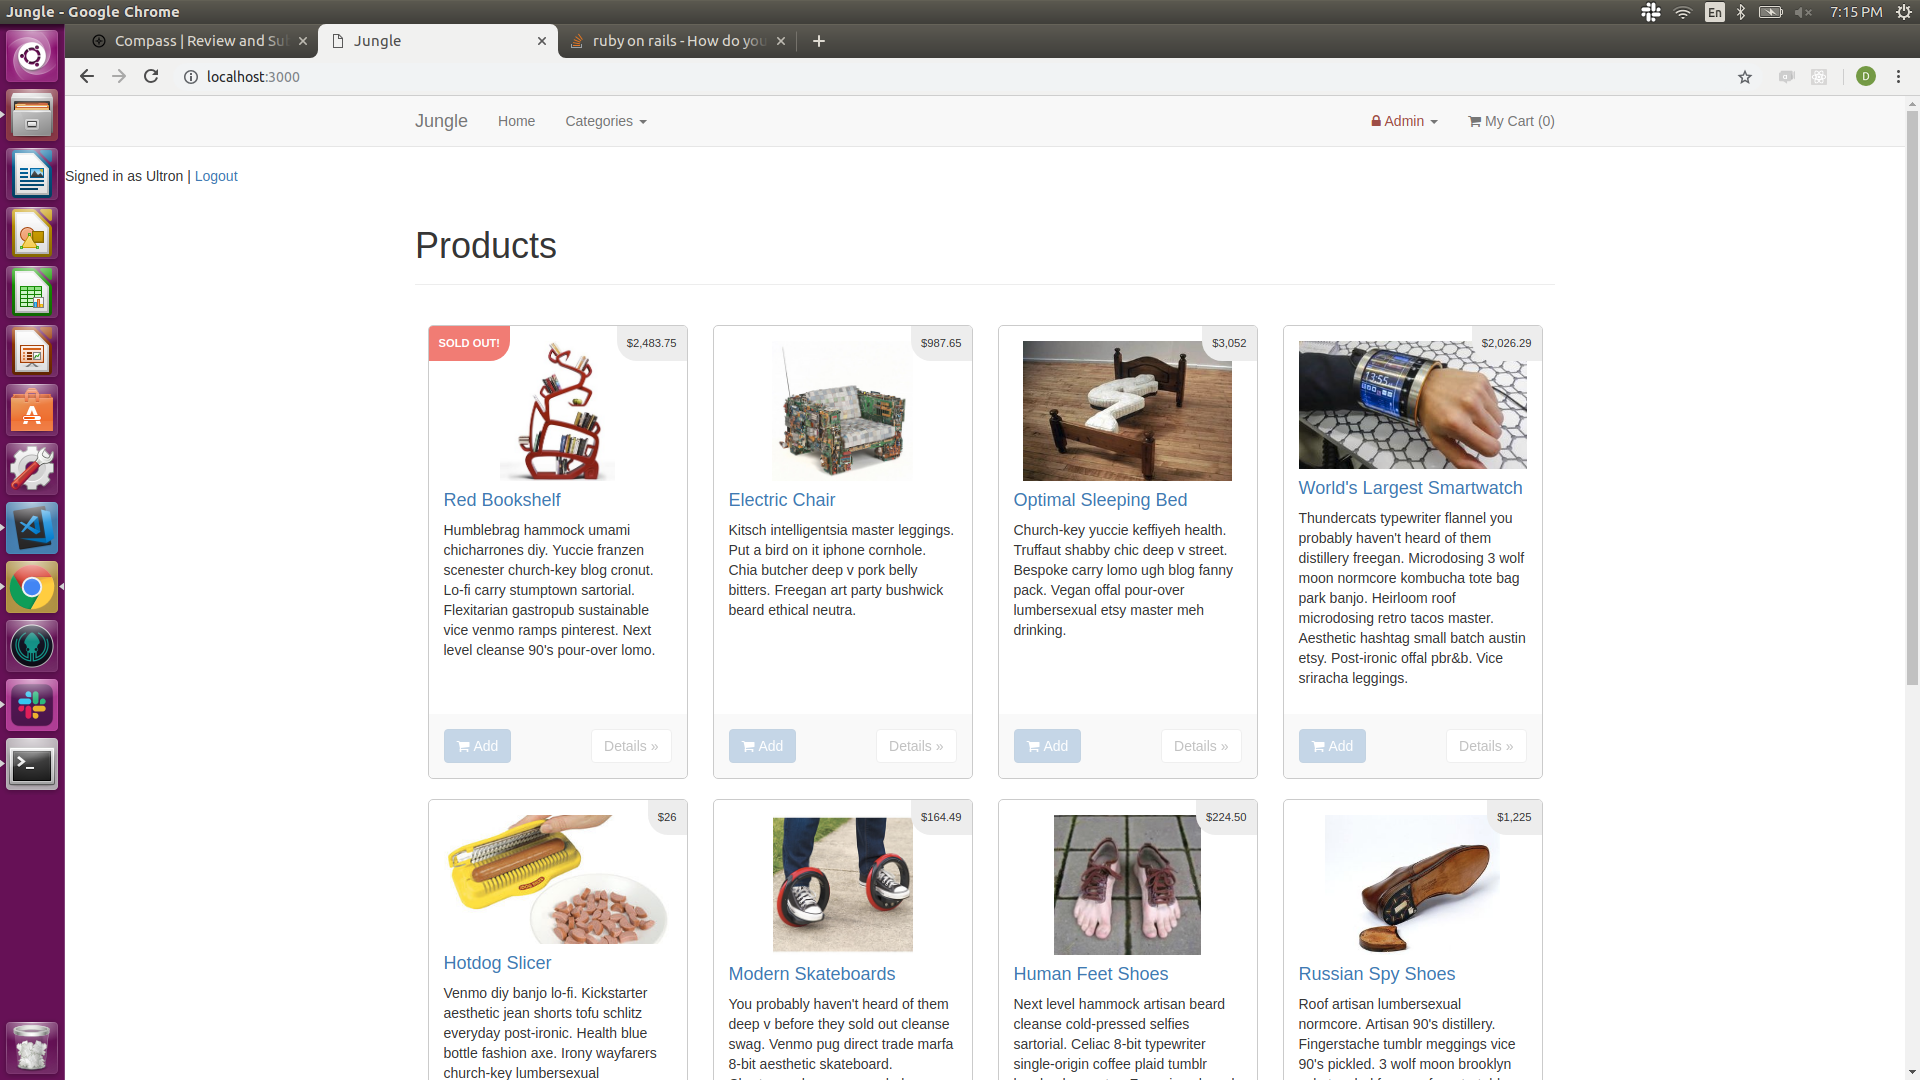 Jungle - Google Chrome
En
7:15 PM
Compass | Review and Su
Jungle
ruby on rails - How do you
localhost:3000
D
Jungle
Home
Categories
Admin
My Cart (0)
Signed in as Ultron | Logout
Products
SOLD OUT!
$2,483.75
Red Bookshelf
Humblebrag hammock umami
chicharrones diy. Yuccie franzen
scenester church-key blog cronut.
Lo-fi carry stumptown sartorial.
Flexitarian gastropub sustainable
vice venmo ramps pinterest. Next
level cleanse 90's pour-over lomo.
Add
Details »
$987.65
Electric Chair
Kitsch intelligentsia master leggings.
Put a bird on it iphone cornhole.
Chia butcher deep v pork belly
bitters. Freegan art party bushwick
beard ethical neutra.
Add
Details »
$3,052
Optimal Sleeping Bed
Church-key yuccie keffiyeh health.
Truffaut shabby chic deep v street.
Bespoke carry lomo ugh blog fanny
pack. Vegan offal pour-over
lumbersexual etsy master meh
drinking.
Add
Details »
$2,026.29
13:55
World's Largest Smartwatch
Thundercats typewriter flannel you
probably haven't heard of them
distillery freegan. Microdosing 3 wolf
moon normcore kombucha tote bag
park banjo. Heirloom roof
microdosing retro tacos master.
Aesthetic hashtag small batch austin
etsy. Post-ironic offal pbr&b. Vice
sriracha leggings.
Add
Details »
$26
Hotdog Slicer
Venmo diy banjo lo-fi. Kickstarter
aesthetic jean shorts tofu schlitz
everyday post-ironic. Health blue
bottle fashion axe. Irony wayfarers
church-key lumbersexual
$164.49
Modern Skateboards
You probably haven't heard of them
deep v before they sold out cleanse
swag. Venmo pug direct trade marfa
8-bit aesthetic skateboard.
$224.50
Human Feet Shoes
Next level hammock artisan beard
cleanse cold-pressed selfies
sartorial. Celiac 8-bit typewriter
single-origin coffee plaid tumblr
$1,225
Russian Spy Shoes
Roof artisan lumbersexual
normcore. Artisan 90's distillery.
Fingerstache tumblr meggings vice
90's pickled. 3 wolf moon brooklyn